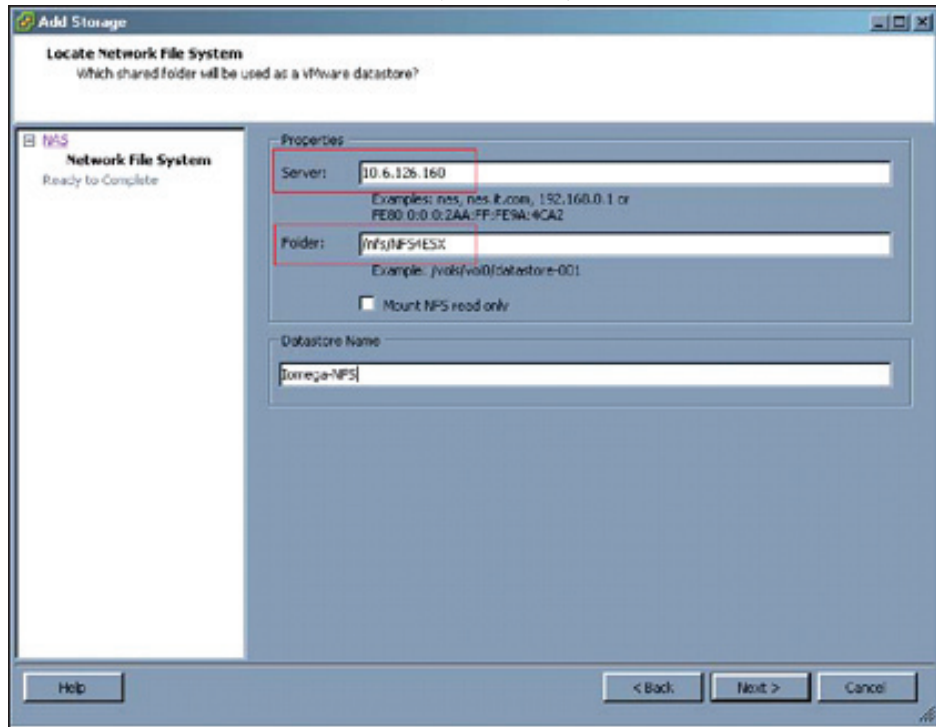 Add Storage
Locate Network File System
Which shared folder will be used as a VMware datastore?
NAS
Network File System
Ready to Complete
Properties
Server:
10.6.126.160
Examples: nas, nas.it.com, 192.168.0.1 or
FE80:0:0:0:2AA:FF:FE9A:4CA2
Folder:
/nfs/NFS4ESX
Example: /vols/vol0/datastore-001
Mount NFS read only
Datastore Name
Iomega-NFS
Help
< Back
Next >
Cancel